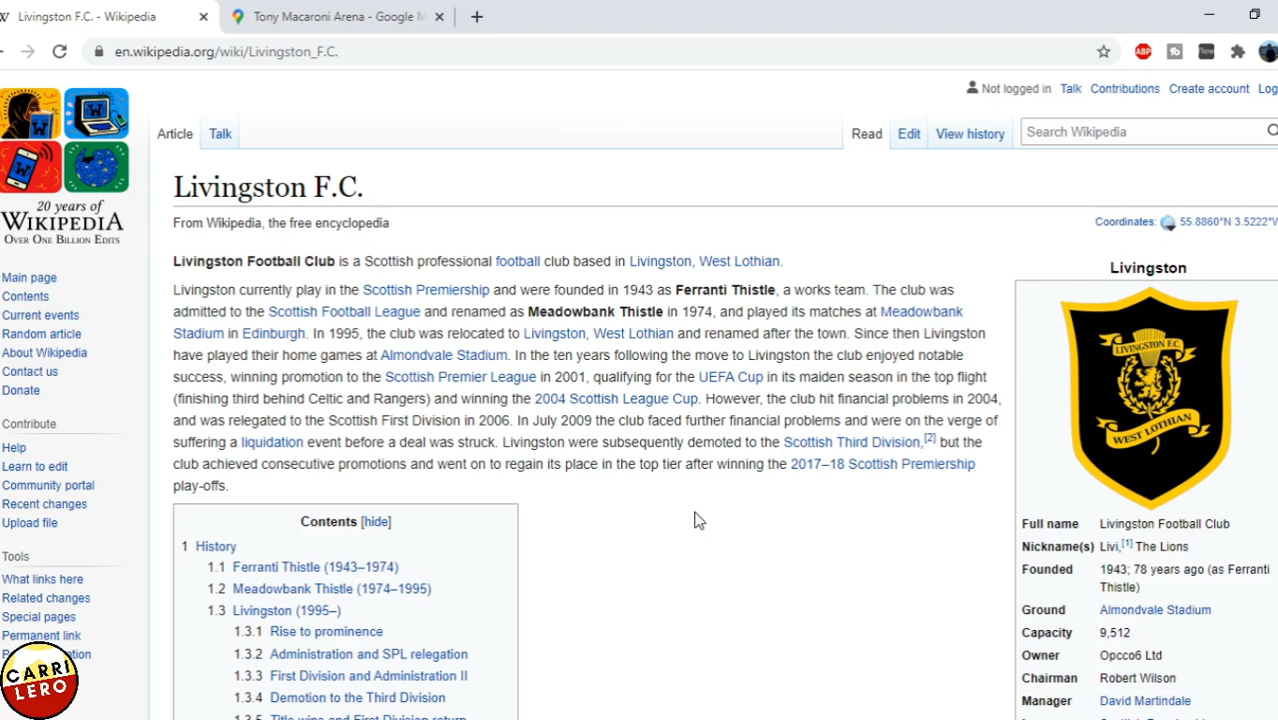 Livingston F.C. - Wikipedia
Tony Macaroni Arena - Google M
en.wikipedia.org/wiki/Livingston_F.C.
ABP
Not logged in Talk Contributions Create account Log
Article Talk
Read Edit View history
Search Wikipedia
20 years of
WIKIPEDIA
OVER ONE BILLION EDITS
Livingston F.C.
From Wikipedia, the free encyclopedia
Coordinates: 55.8860°N 3.5222°W
Livingston Football Club is a Scottish professional football club based in Livingston, West Lothian.
Livingston currently play in the Scottish Premiership and were founded in 1943 as Ferranti Thistle, a works team. The club was
admitted to the Scottish Football League and renamed as Meadowbank Thistle in 1974, and played its matches at Meadowbank
Stadium in Edinburgh. In 1995, the club was relocated to Livingston, West Lothian and renamed after the town. Since then Livingston
have played their home games at Almondvale Stadium. In the ten years following the move to Livingston the club enjoyed notable
success, winning promotion to the Scottish Premier League in 2001, qualifying for the UEFA Cup in its maiden season in the top flight
(finishing third behind Celtic and Rangers) and winning the 2004 Scottish League Cup. However, the club hit financial problems in 2004,
and was relegated to the Scottish First Division in 2006. In July 2009 the club faced further financial problems and were on the verge of
suffering a liquidation event before a deal was struck. Livingston were subsequently demoted to the Scottish Third Division,[2] but the
club achieved consecutive promotions and went on to regain its place in the top tier after winning the 2017–18 Scottish Premiership
play-offs.
Contents [hide]
1 History
1.1 Ferranti Thistle (1943–1974)
1.2 Meadowbank Thistle (1974–1995)
1.3 Livingston (1995–)
1.3.1 Rise to prominence
1.3.2 Administration and SPL relegation
1.3.3 First Division and Administration II
1.3.4 Demotion to the Third Division
1.3.5 Title wins and First Division return
Main page
Contents
Current events
Random article
About Wikipedia
Contact us
Donate
Contribute
Help
Learn to edit
Community portal
Recent changes
Upload file
Tools
What links here
Related changes
Special pages
Permanent link
CARRI
LERO
Livingston
LIVINGSTON F.C.
WEST LOTHIAN
Full name Livingston Football Club
Nickname(s) Livi,[1] The Lions
Founded 1943; 78 years ago (as Ferranti
Thistle)
Ground Almondvale Stadium
Capacity 9,512
Owner Opcco6 Ltd
Chairman Robert Wilson
Manager David Martindale